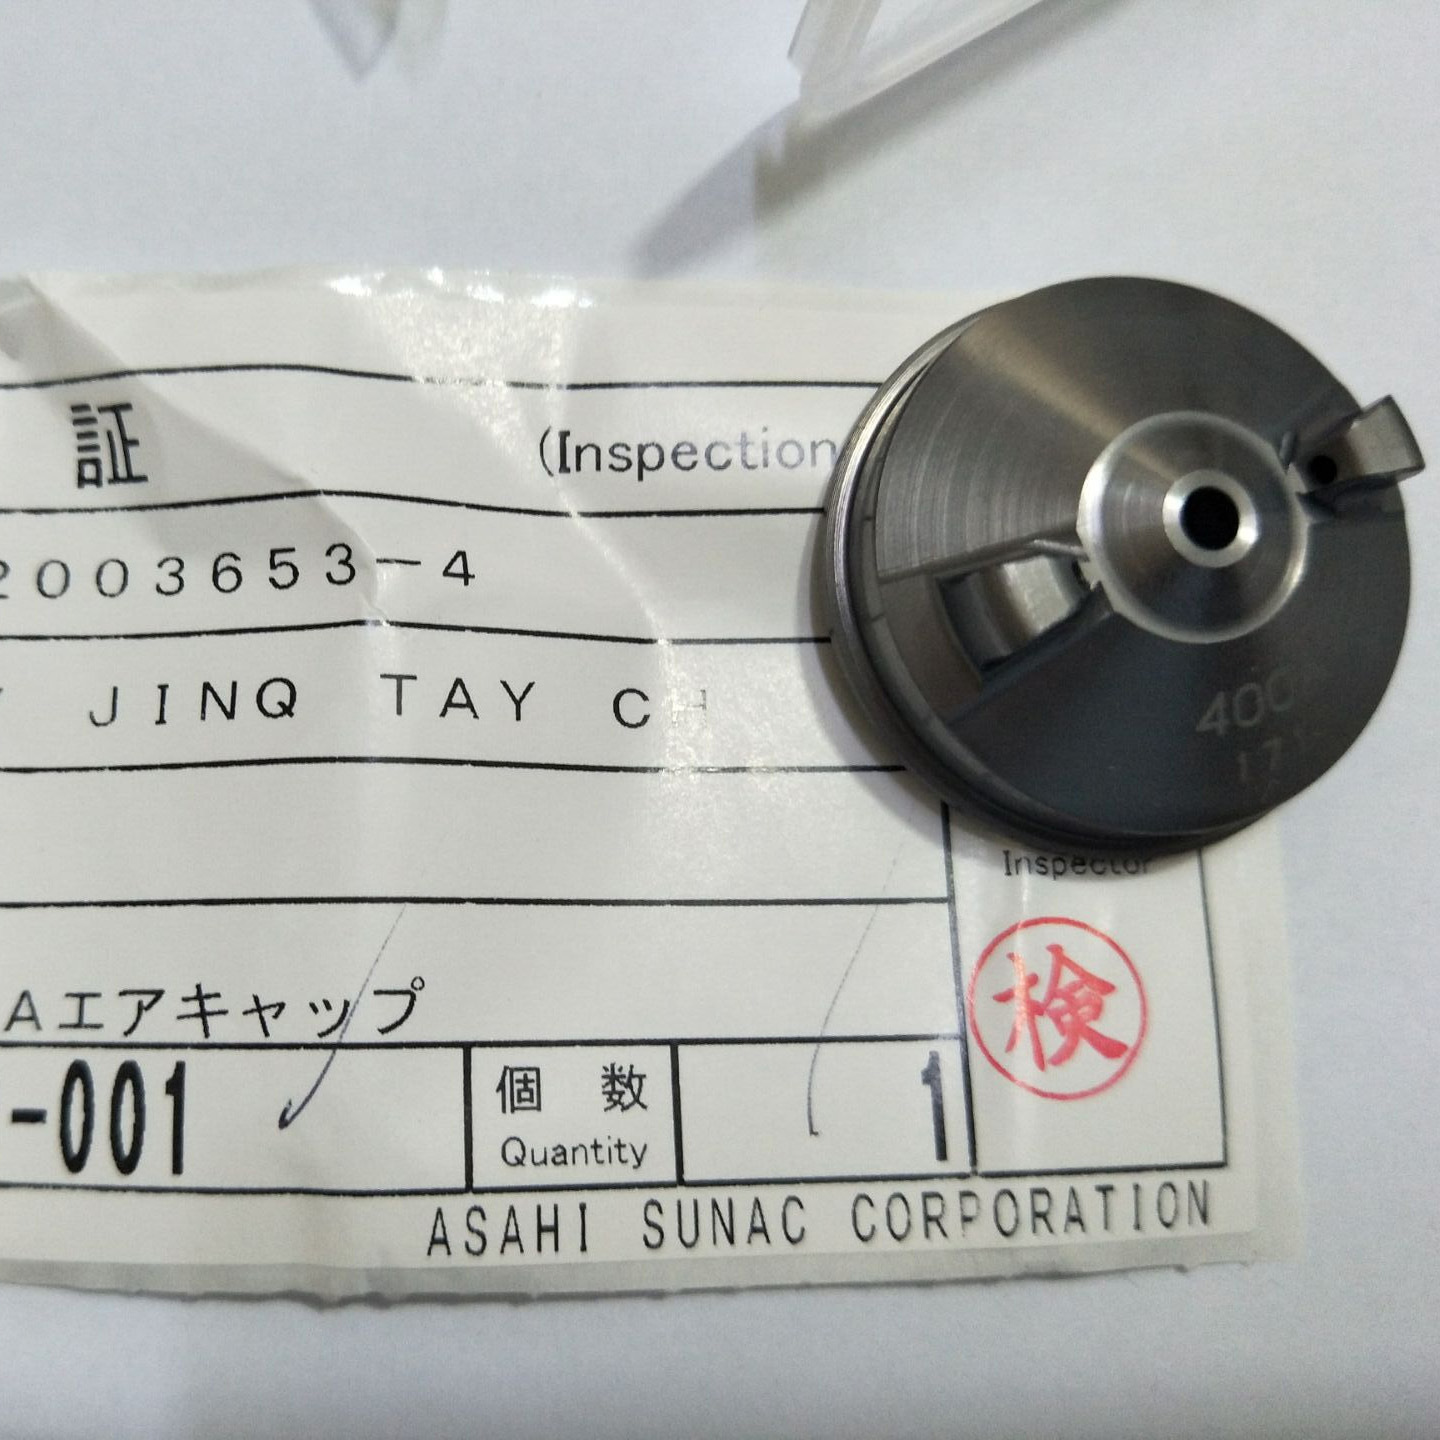 証 (Inspection
2003653-4
JINQ TAY CH
Inspector
検
Aエアキャップ
-001 個数 1
Quantity
ASAHI SUNAC CORPORATION
400
171